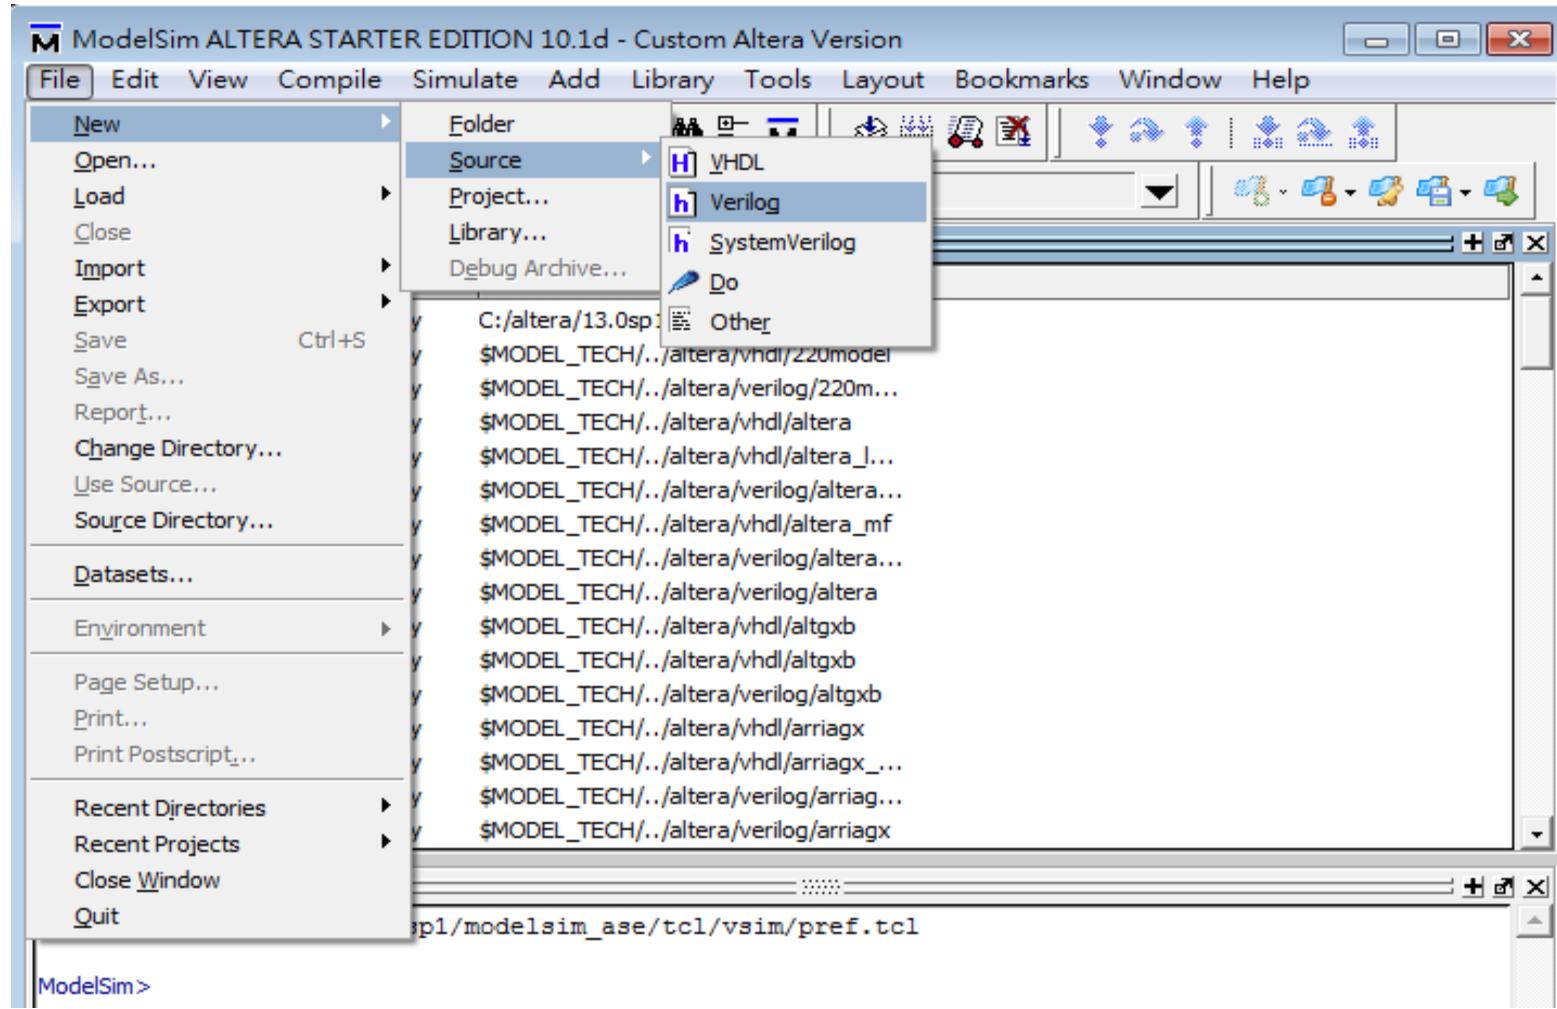 ModelSim ALTERA STARTER EDITION 10.1d - Custom Altera Version
File Edit View Compile Simulate Add Library Tools Layout Bookmarks Window Help
New
Open...
Load
Close
Import
Export
Save Ctrl+S
Save As...
Report...
Change Directory...
Use Source...
Source Directory...
Datasets...
Environment
Page Setup...
Print...
Print Postscript...
Recent Directories
Recent Projects
Close Window
Quit
Folder
Source
Project...
Library...
Debug Archive...
VHDL
Verilog
SystemVerilog
Do
Other
y C:/altera/13.0sp1
y $MODEL_TECH/../altera/vhdl/220model
y $MODEL_TECH/../altera/verilog/220m...
y $MODEL_TECH/../altera/vhdl/altera
y $MODEL_TECH/../altera/vhdl/altera_l...
y $MODEL_TECH/../altera/verilog/altera...
y $MODEL_TECH/../altera/vhdl/altera_mf
y $MODEL_TECH/../altera/verilog/altera...
y $MODEL_TECH/../altera/verilog/altera
y $MODEL_TECH/../altera/vhdl/altgxb
y $MODEL_TECH/../altera/vhdl/altgxb
y $MODEL_TECH/../altera/verilog/altgxb
y $MODEL_TECH/../altera/vhdl/arriagx
y $MODEL_TECH/../altera/vhdl/arriagx_...
y $MODEL_TECH/../altera/verilog/arriag...
y $MODEL_TECH/../altera/verilog/arriagx
sp1/modelsim_ase/tcl/vsim/pref.tcl
ModelSim>